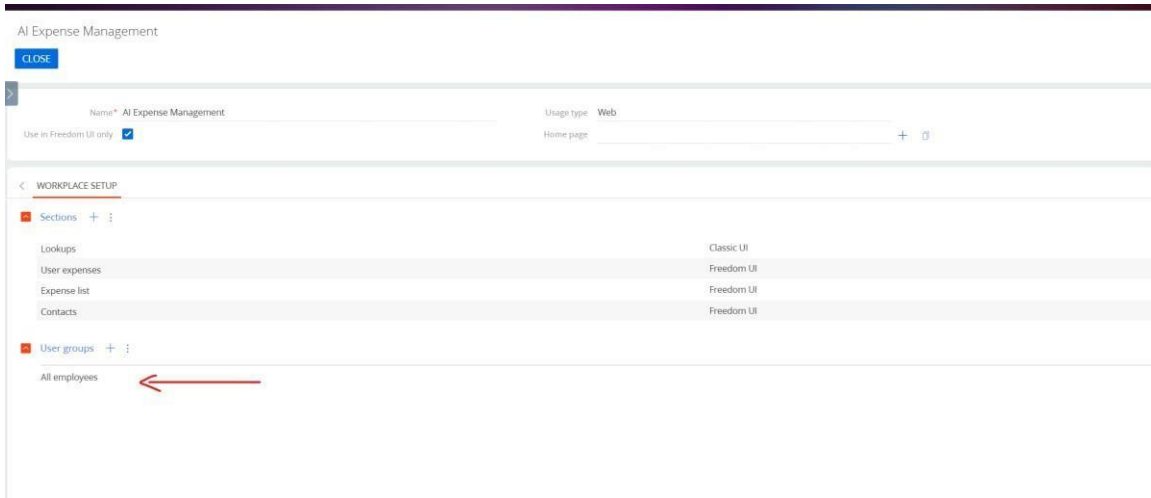 AI Expense Management
CLOSE
Name* AI Expense Management
Usage type Web
Use in Freedom UI only
Home page
WORKPLACE SETUP
Sections
Lookups Classic UI
User expenses Freedom UI
Expense list Freedom UI
Contacts Freedom UI
User groups
All employees